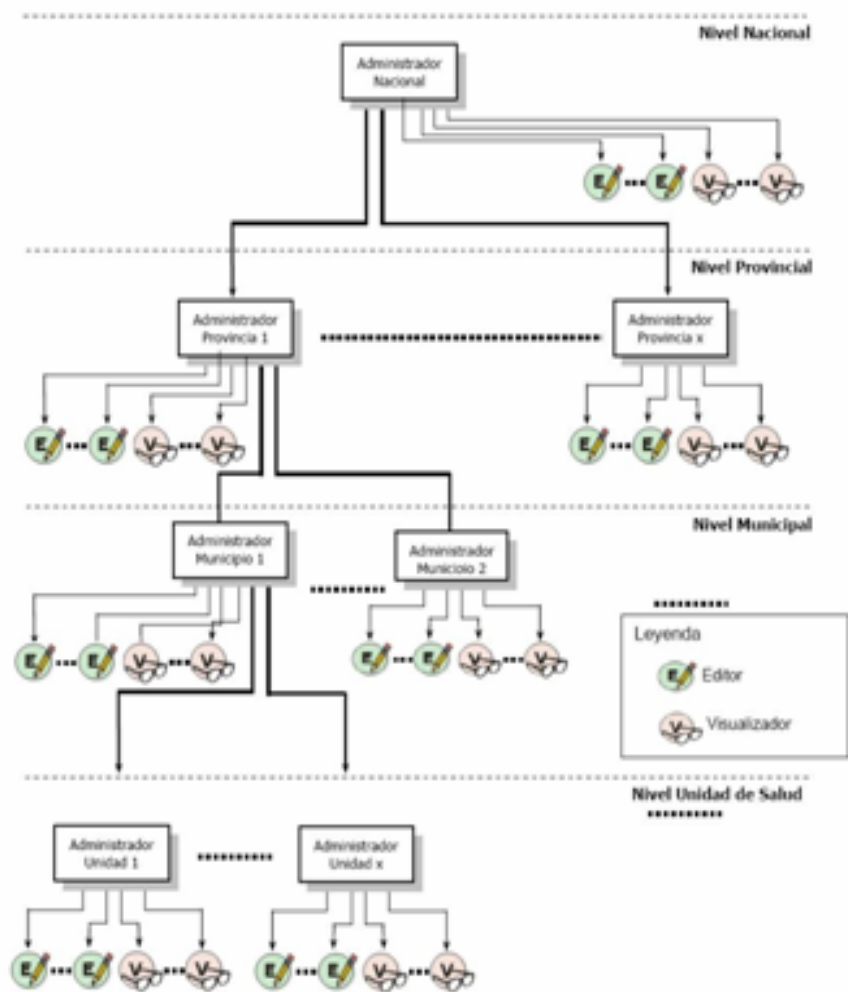 Nivel Nacional
Administrador
Nacional
E E V V
Nivel Provincial
Administrador
Provincia 1
Administrador
Provincia x
E E V V
E E V V
Nivel Municipal
Administrador
Municipio 1
Administrador
Municioio 2
E E V V
E E V V
Leyenda
E Editor
V Visualizador
Nivel Unidad de Salud
Administrador
Unidad 1
Administrador
Unidad x
E E V V
E E V V